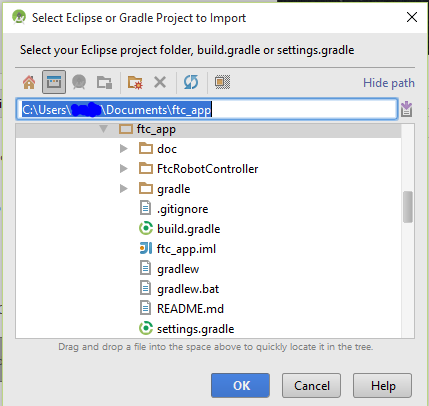 Select Eclipse or Gradle Project to Import
Select your Eclipse project folder, build.gradle or settings.gradle
Hide path
C:\Users\ \Documents\ftc_app
ftc_app
doc
FtcRobotController
gradle
.gitignore
build.gradle
ftc_app.iml
gradlew
gradlew.bat
README.md
settings.gradle
Drag and drop a file into the space above to quickly locate it in the tree.
OK Cancel Help